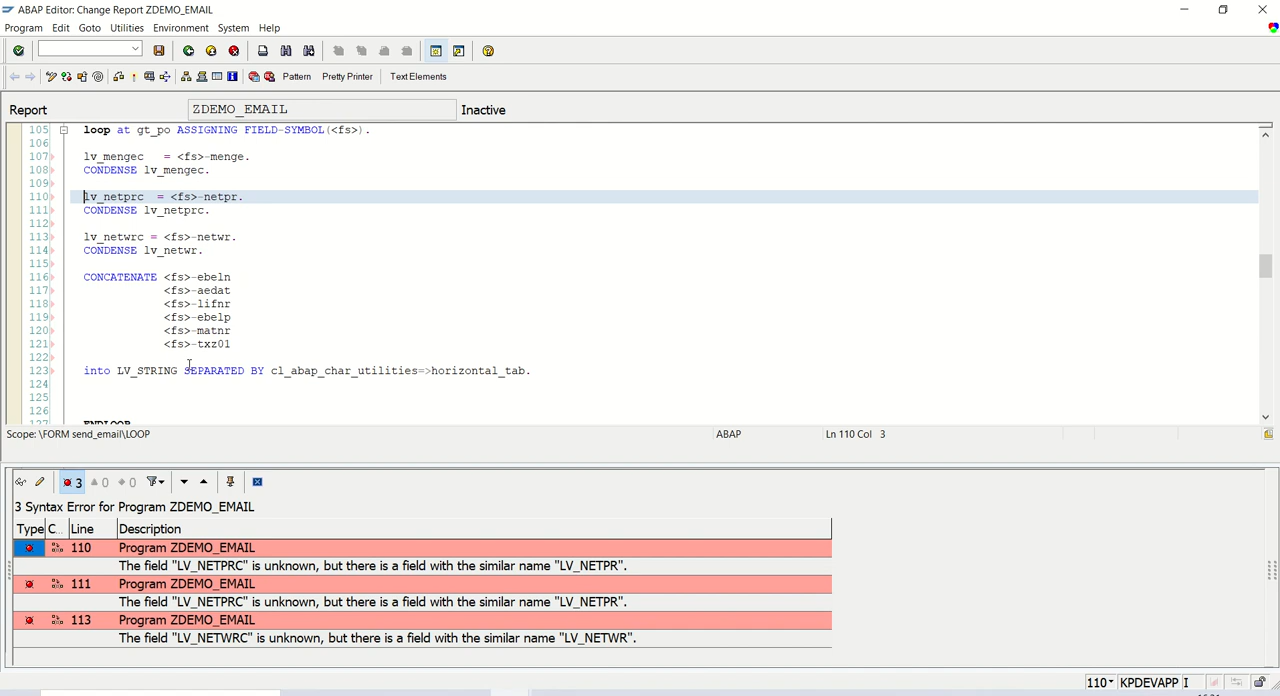 ABAP Editor: Change Report ZDEMO_EMAIL
Program Edit Goto Utilities Environment System Help
Pattern Pretty Printer Text Elements
Report ZDEMO_EMAIL Inactive
105 loop at gt_po ASSIGNING FIELD-SYMBOL(<fs>).
106
107 lv_mengec = <fs>-menge.
108 CONDENSE lv_mengec.
109
110 lv_netprc = <fs>-netpr.
111 CONDENSE lv_netprc.
112
113 lv_netwrc = <fs>-netwr.
114 CONDENSE lv_netwr.
115
116 CONCATENATE <fs>-ebeln
117 <fs>-aedat
118 <fs>-lifnr
119 <fs>-ebelp
120 <fs>-matnr
121 <fs>-txz01
122
123 into LV_STRING SEPARATED BY cl_abap_char_utilities=>horizontal_tab.
124
125
126
127 ENDLOOP
Scope: \FORM send_email\LOOP ABAP Ln 110 Col 3
3 0 0
3 Syntax Error for Program ZDEMO_EMAIL
Type C... Line Description
110 Program ZDEMO_EMAIL
The field "LV_NETPRC" is unknown, but there is a field with the similar name "LV_NETPR".
111 Program ZDEMO_EMAIL
The field "LV_NETPRC" is unknown, but there is a field with the similar name "LV_NETPR".
113 Program ZDEMO_EMAIL
The field "LV_NETWRC" is unknown, but there is a field with the similar name "LV_NETWR".
110 KPDEVAPP I